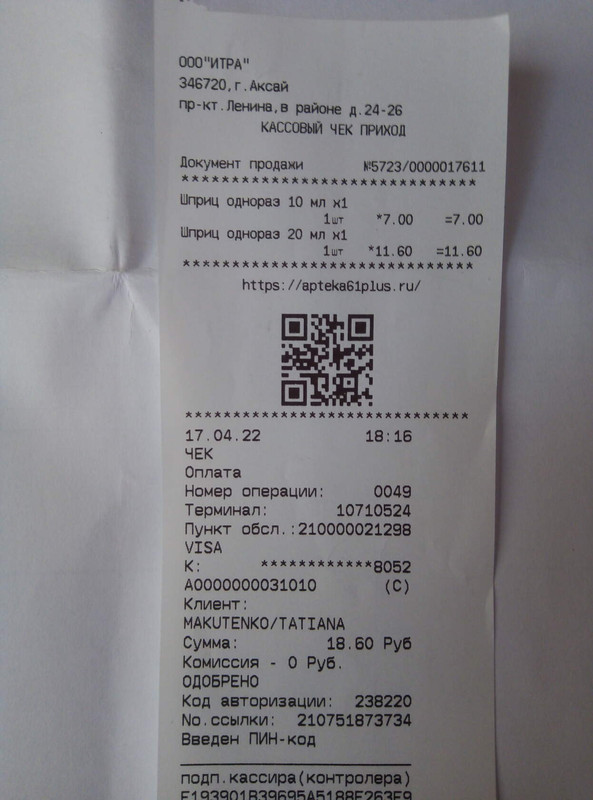 ООО"ИТРА"
346720,г.Аксай
пр-кт.Ленина,в районе д.24-26
КАССОВЫЙ ЧЕК ПРИХОД
Документ продажи №5723/0000017611
*******************************
Шприц однораз 10 мл х1
1шт *7.00 =7.00
Шприц однораз 20 мл х1
1шт *11.60 =11.60
*******************************
https://apteka61plus.ru/
*******************************
17.04.22 18:16
ЧЕК
Оплата
Номер операции: 0049
Терминал: 10710524
Пункт обсл.:210000021298
VISA
К: ************8052
A0000000031010 (C)
Клиент:
MAKUTENKO/TATIANA
Сумма: 18.60 Руб
Комиссия - 0 Руб.
ОДОБРЕНО
Код авторизации: 238220
No.ссылки: 210751873734
Введен ПИН-код
подп.кассира(контролера)